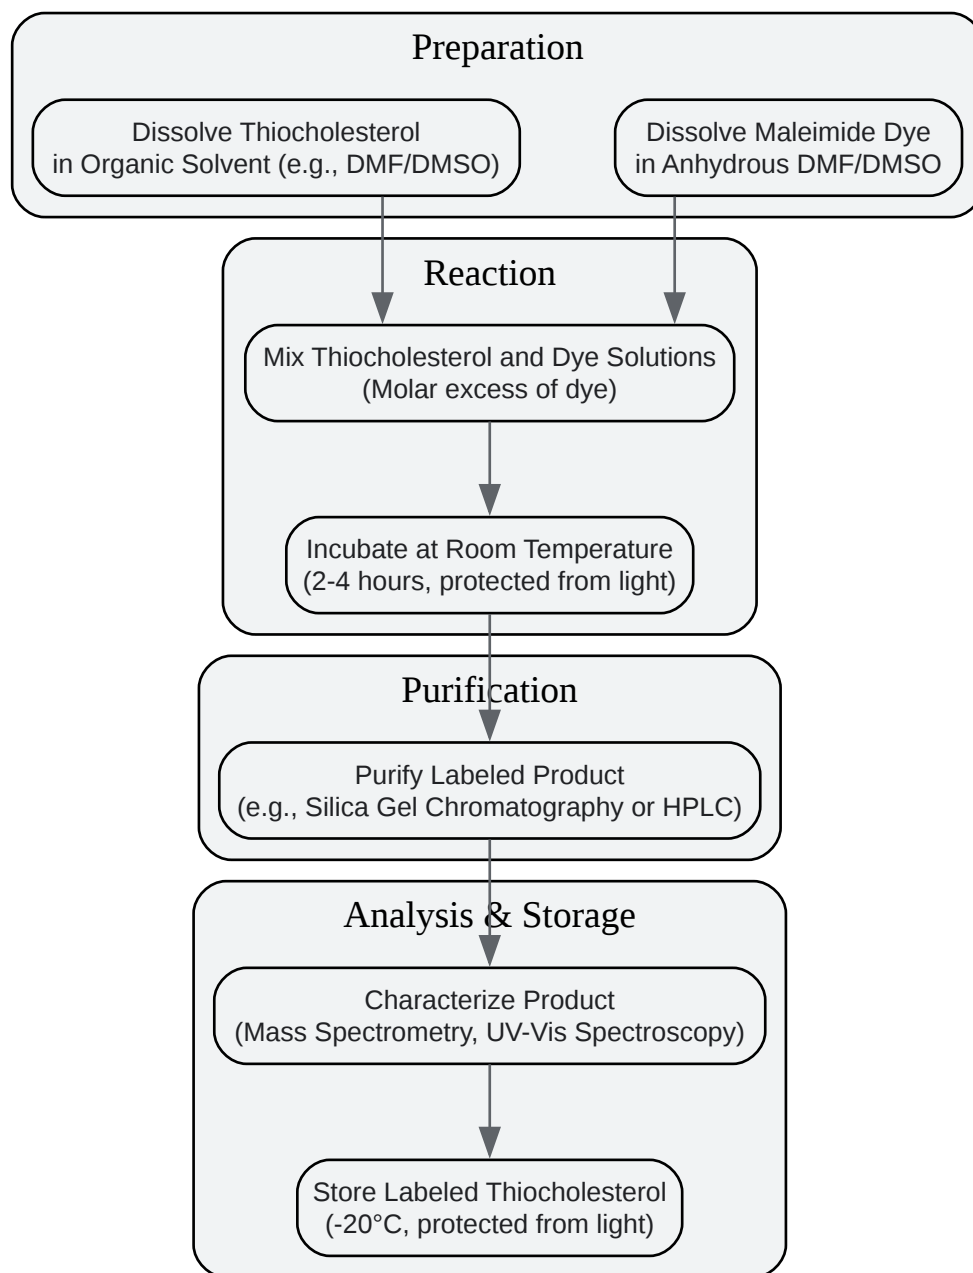 Preparation
Dissolve Thiocholesterol
in Organic Solvent (e.g., DMF/DMSO)
Dissolve Maleimide Dye
in Anhydrous DMF/DMSO
Reaction
Mix Thiocholesterol and Dye Solutions
(Molar excess of dye)
Incubate at Room Temperature
(2-4 hours, protected from light)
Purification
Purify Labeled Product
(e.g., Silica Gel Chromatography or HPLC)
Analysis & Storage
Characterize Product
(Mass Spectrometry, UV-Vis Spectroscopy)
Store Labeled Thiocholesterol
(-20°C, protected from light)